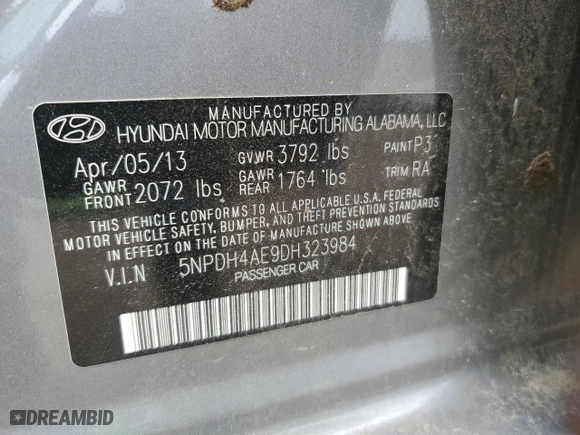 MANUFACTURED BY
HYUNDAI MOTOR MANUFACTURING ALABAMA, LLC
Apr/05/13 GVWR 3792 lbs PAINT P3
GAWR FRONT 2072 lbs GAWR REAR 1764 lbs TRIM RA
THIS VEHICLE CONFORMS TO ALL APPLICABLE U.S.A. FEDERAL
MOTOR VEHICLE SAFETY, BUMPER, AND THEFT PREVENTION
STANDARDS IN EFFECT ON THE DATE OF MANUFACTURE SHOWN ABOVE.
V.I.N 5NPDH4AE9DH323984
PASSENGER CAR
DREAMBID